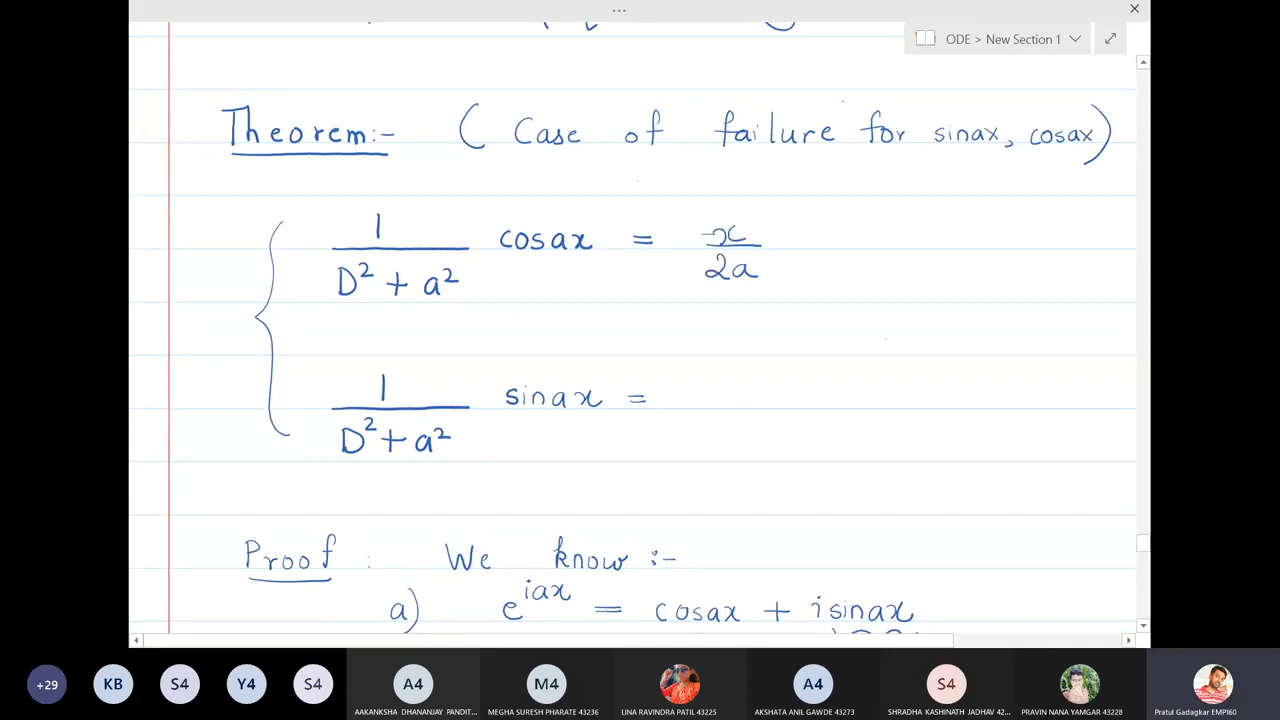 ...
ODE > New Section 1
Theorem:- ( Case of failure for sinax, cosax)
1/(D² + a²) cosax = x/2a
1/(D² + a²) sinax =
Proof : We know :-
a) e^{iax} = cosax + isinax
+29 KB S4 Y4 S4 A4 M4 A4 S4
AAKANKSHA DHANANJAY PANDIT... MEGHA SURESH PHARATE 43236 LINA RAVINDRA PATIL 43225 AKSHATA ANIL GAWDE 43273 SHRADHA KASHINATH JADHAV 42... PRAVIN NANA YAMGAR 43228 Pratul Gadagkar EMP160